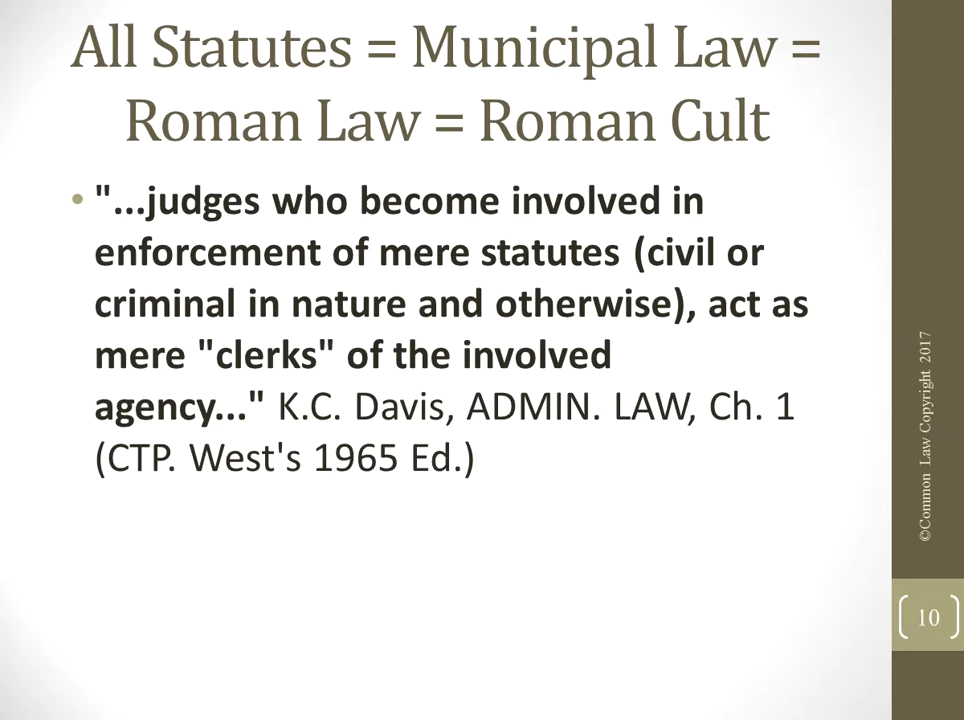 All Statutes = Municipal Law =
Roman Law = Roman Cult
• "...judges who become involved in
enforcement of mere statutes (civil or
criminal in nature and otherwise), act as
mere "clerks" of the involved
agency..." K.C. Davis, ADMIN. LAW, Ch. 1
(CTP. West's 1965 Ed.)
©Common Law Copyright 2017
10